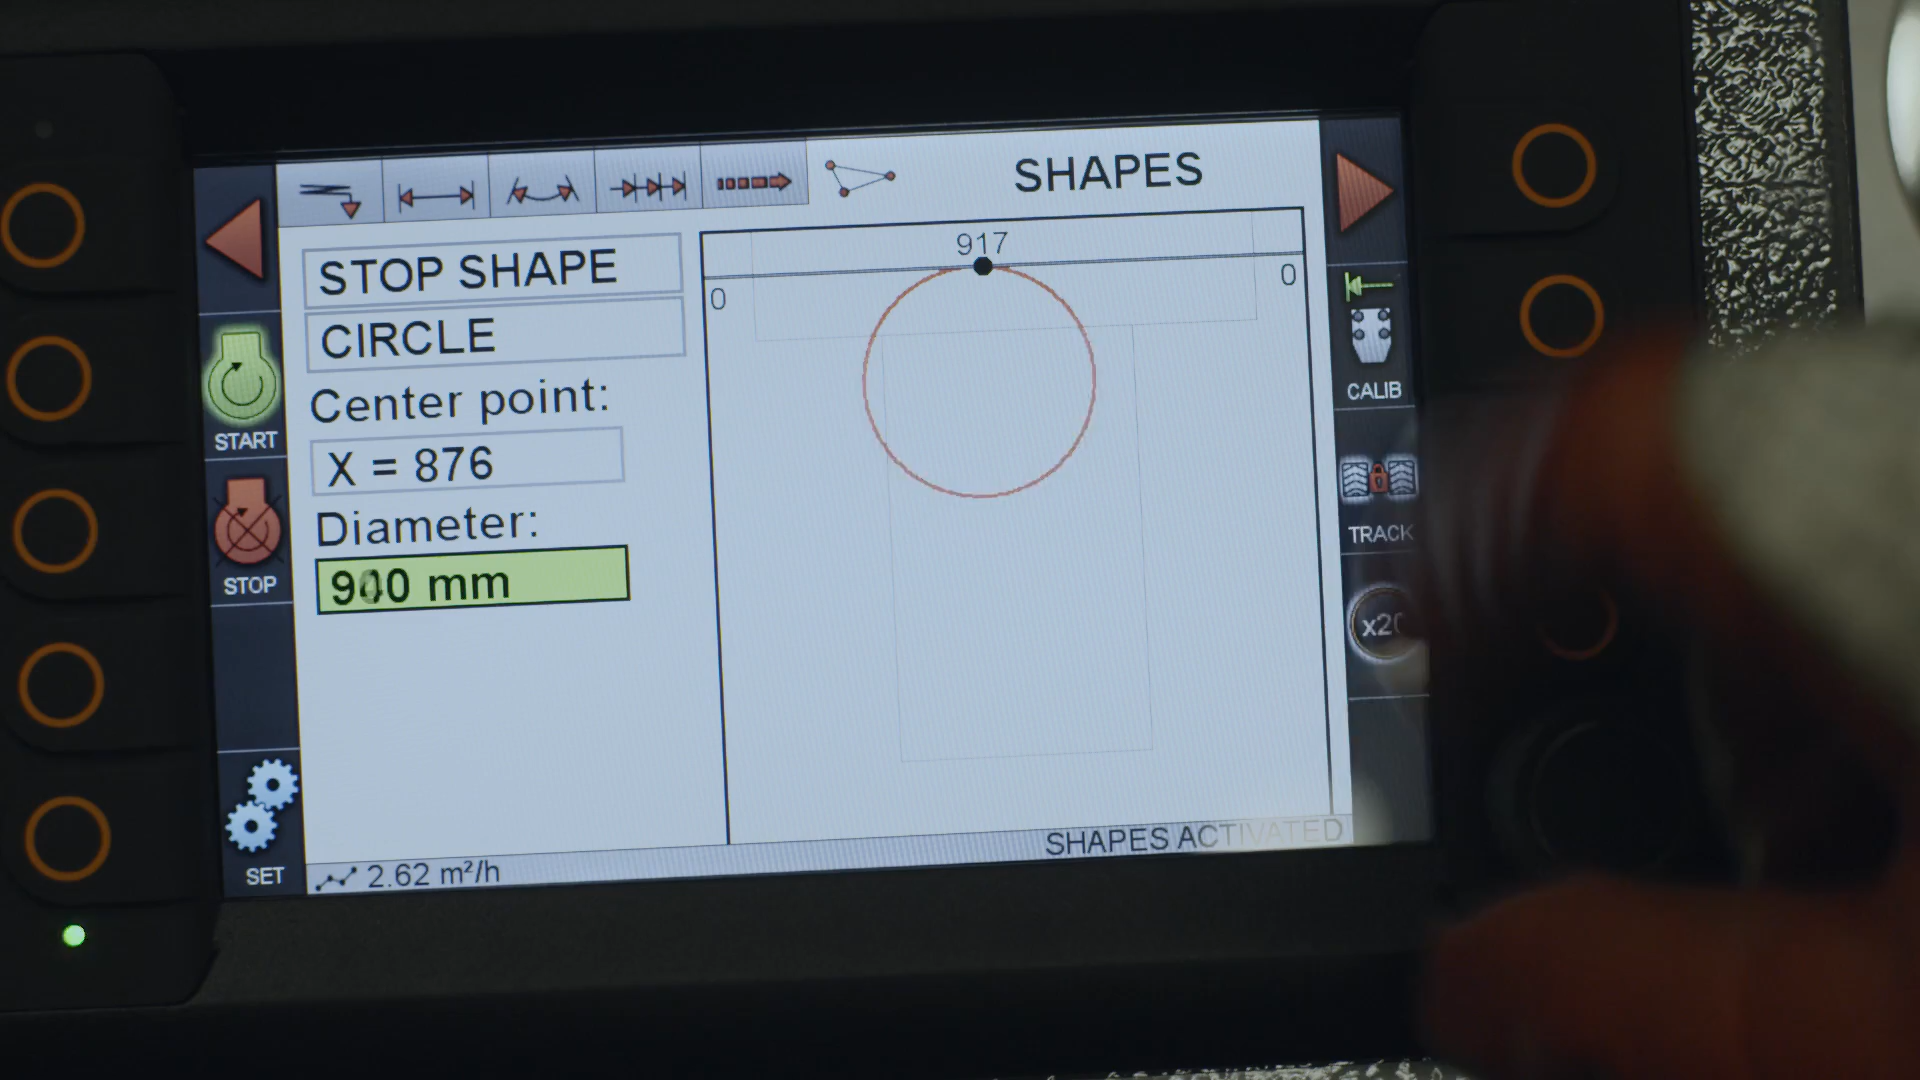 SHAPES
STOP SHAPE
CIRCLE
Center point:
X = 876
Diameter:
mm
917
0
0
START
STOP
SET
CALIB
TRACK
2.62 m²/h
SHAPES ACTIVATED